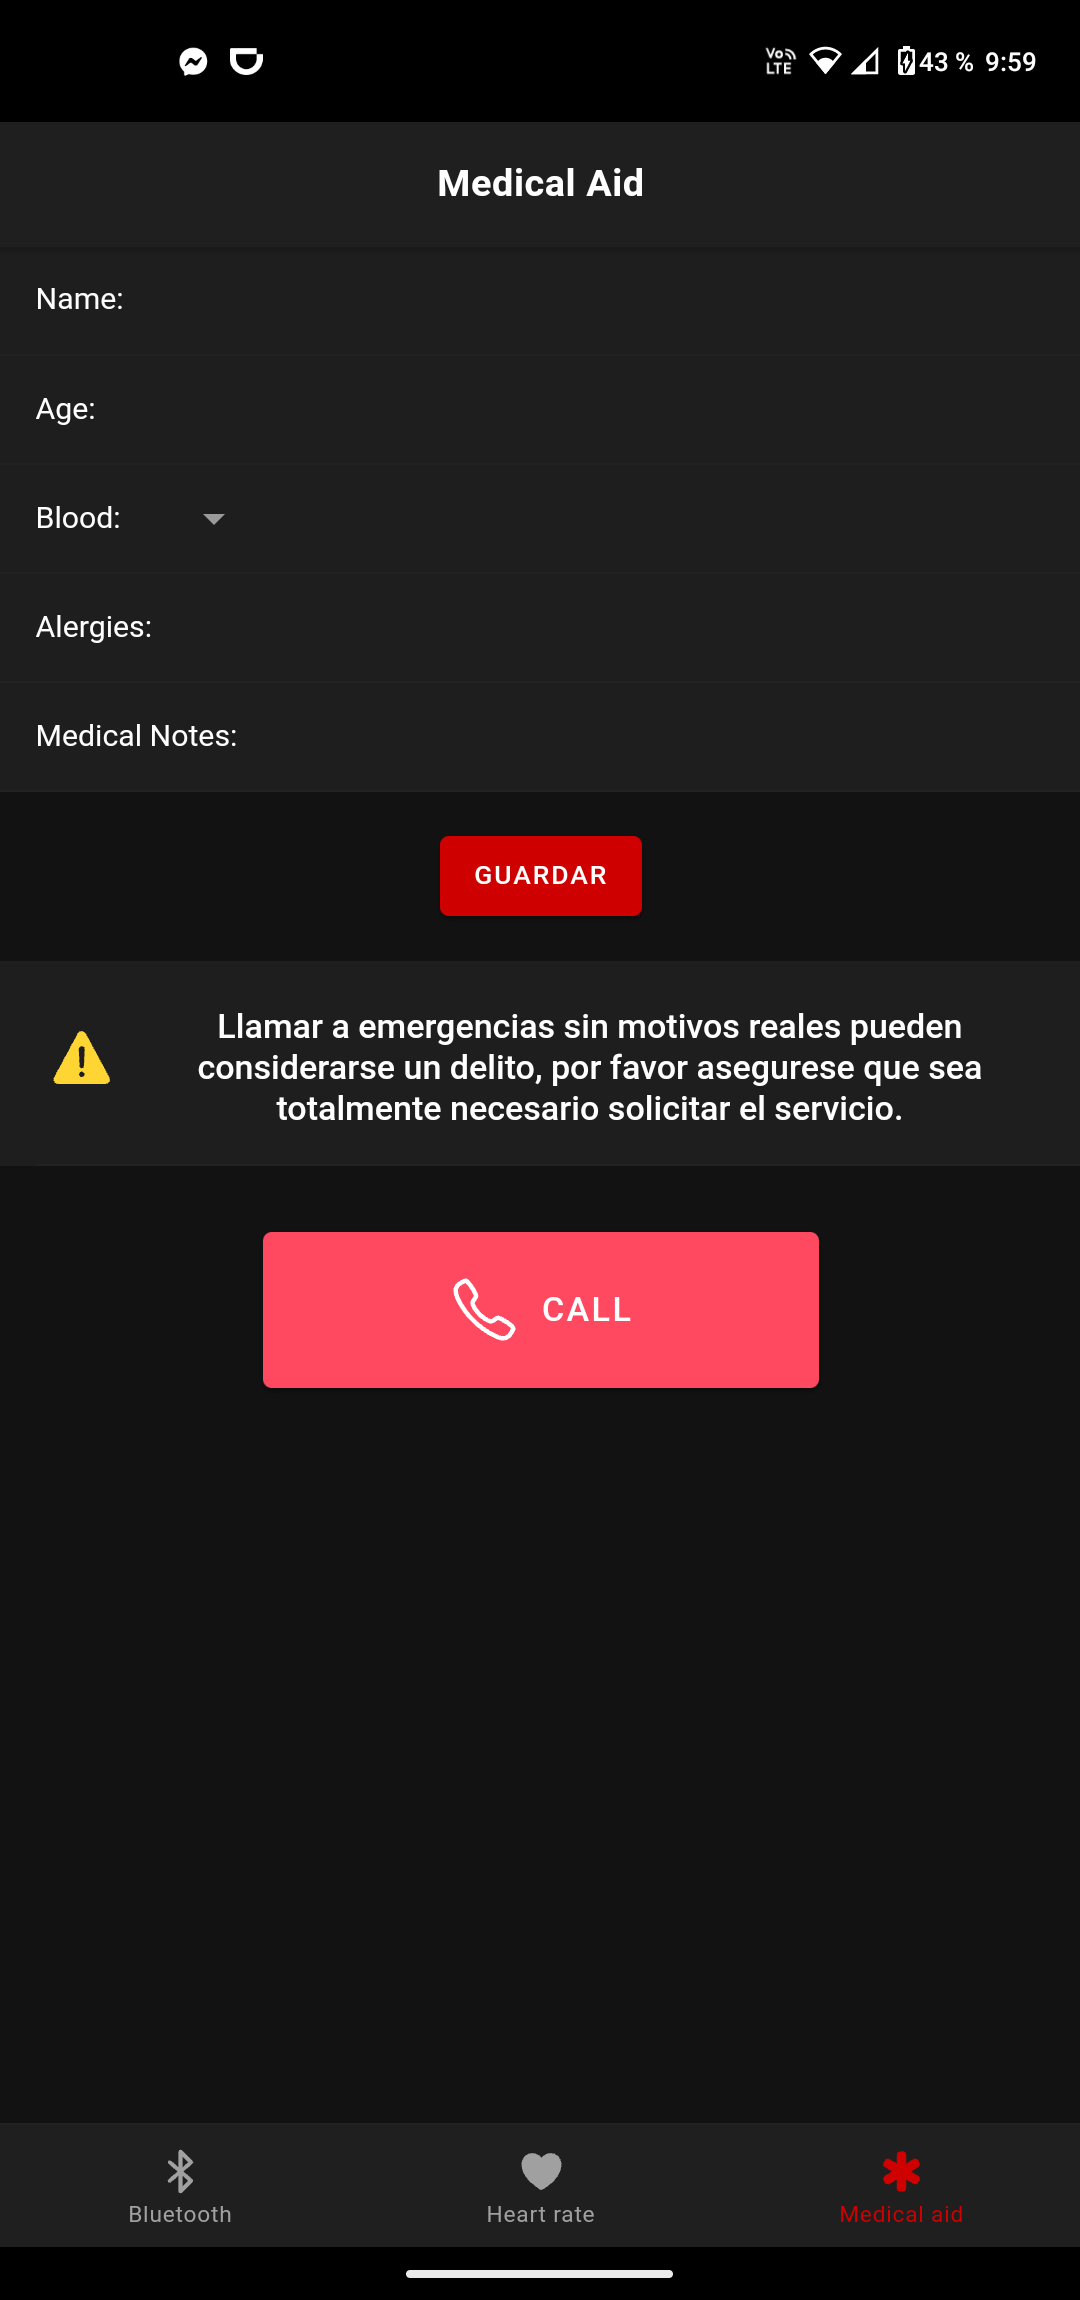 Vo LTE 43 % 9:59
Medical Aid
Name:
Age:
Blood:
Alergies:
Medical Notes:
GUARDAR
Llamar a emergencias sin motivos reales pueden
considerarse un delito, por favor asegurese que sea
totalmente necesario solicitar el servicio.
CALL
Bluetooth Heart rate Medical aid